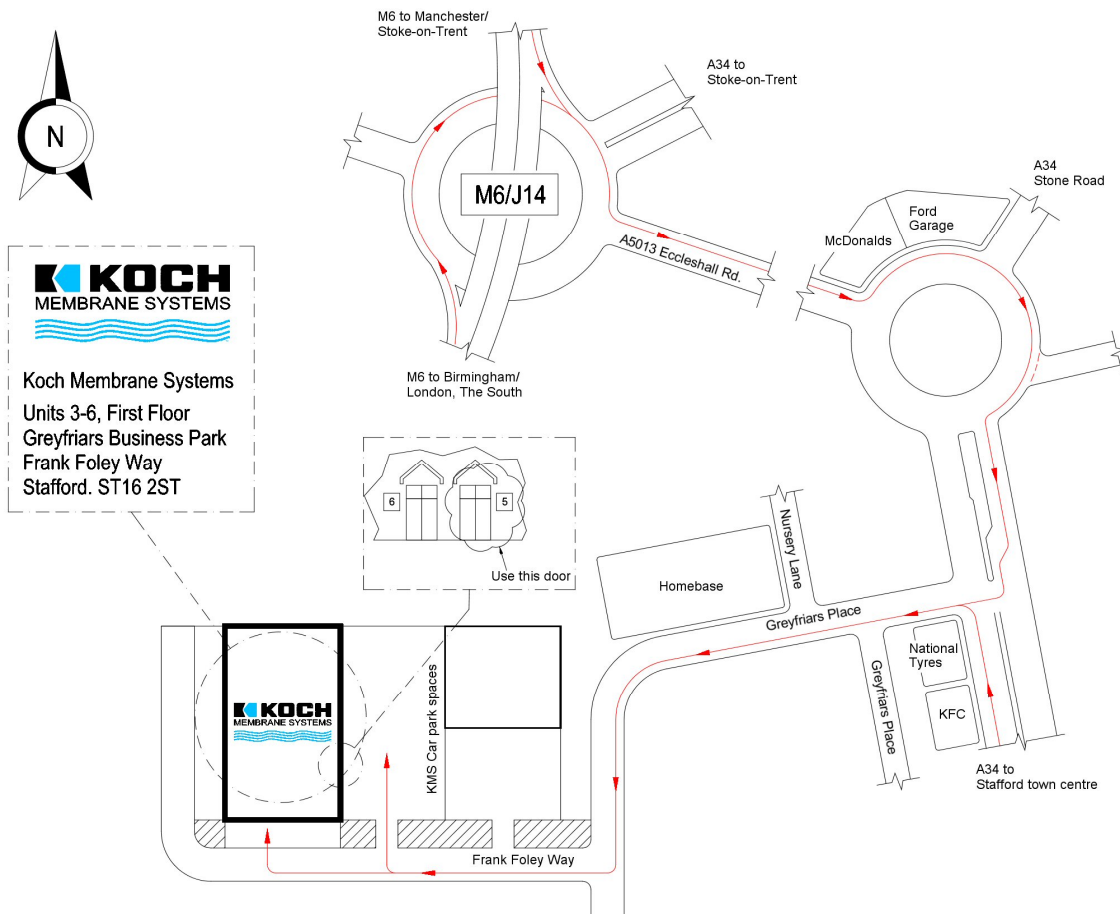 M6 to Manchester/
Stoke-on-Trent
A34 to
Stoke-on-Trent
N
M6/J14
A34
Stone Road
Ford
Garage
McDonalds
A5013 Eccleshall Rd.
KOCH
MEMBRANE SYSTEMS
Koch Membrane Systems
Units 3-6, First Floor
Greyfriars Business Park
Frank Foley Way
Stafford. ST16 2ST
M6 to Birmingham/
London, The South
6
5
Use this door
Homebase
Nursery Lane
Greyfriars Place
National
Tyres
Greyfriars Place
KFC
A34 to
Stafford town centre
KOCH
MEMBRANE SYSTEMS
KMS Car park spaces
Frank Foley Way